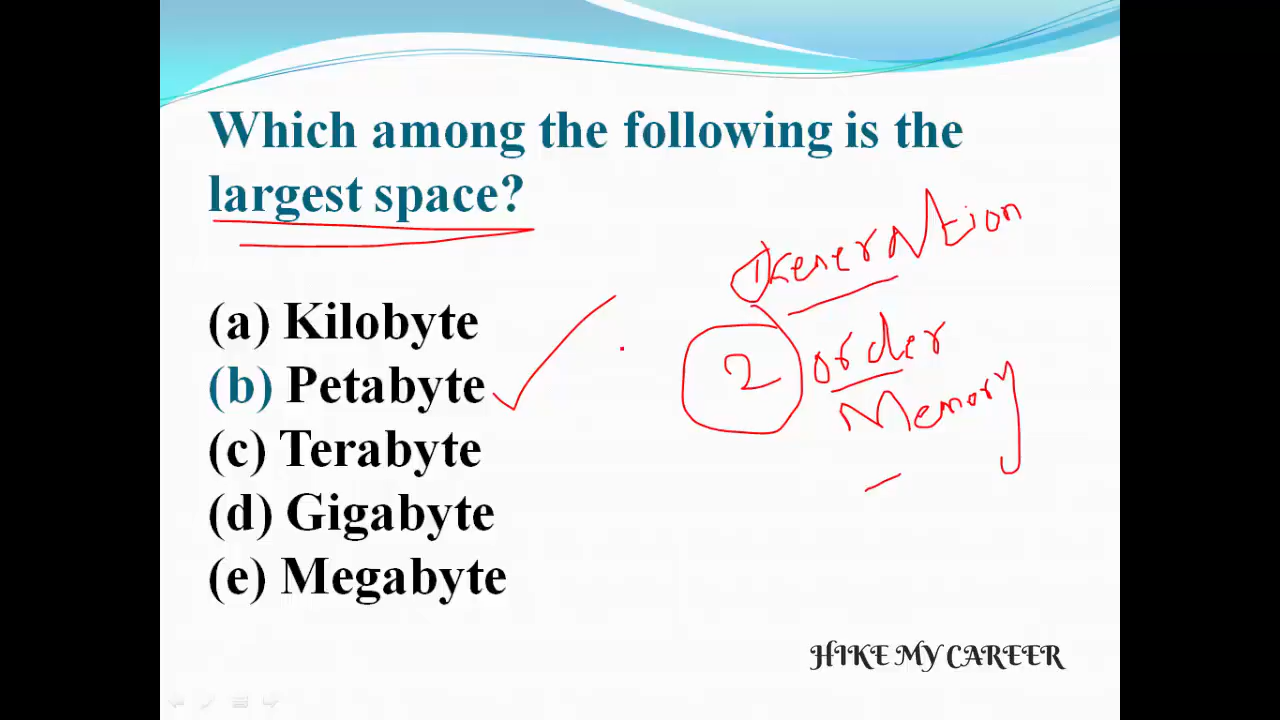 Which among the following is the
largest space?
① Generation
(a) Kilobyte
2 order
(b) Petabyte
Memory
(c) Terabyte
(d) Gigabyte
(e) Megabyte
HIKE MY CAREER